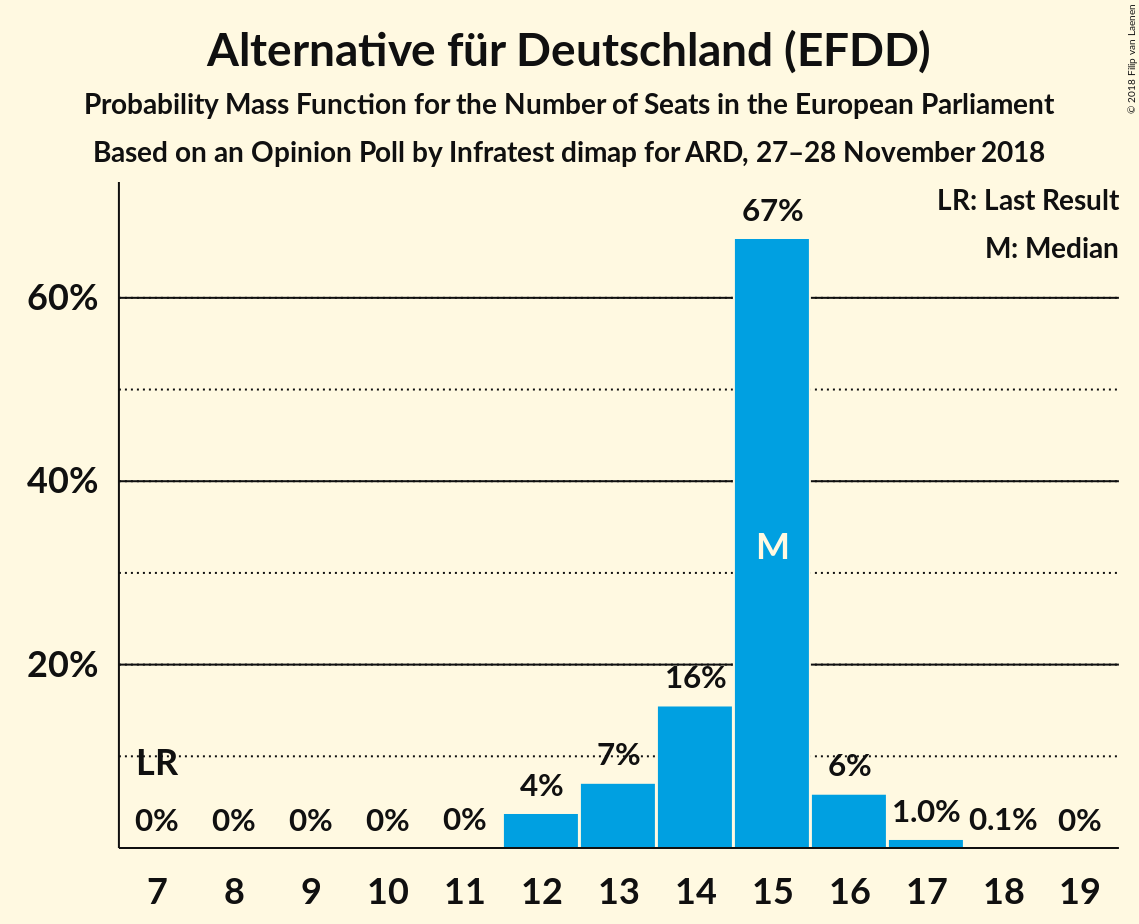 Alternative für Deutschland (EFDD)
Probability Mass Function for the Number of Seats in the European Parliament
Based on an Opinion Poll by Infratest dimap for ARD, 27–28 November 2018
© 2018 Filip van Laenen
LR: Last Result
M: Median
67%
60%
40%
M
20%
16%
LR
7%
4%
6%
0% 0% 0% 0% 0% 1.0% 0.1% 0%
7 8 9 10 11 12 13 14 15 16 17 18 19